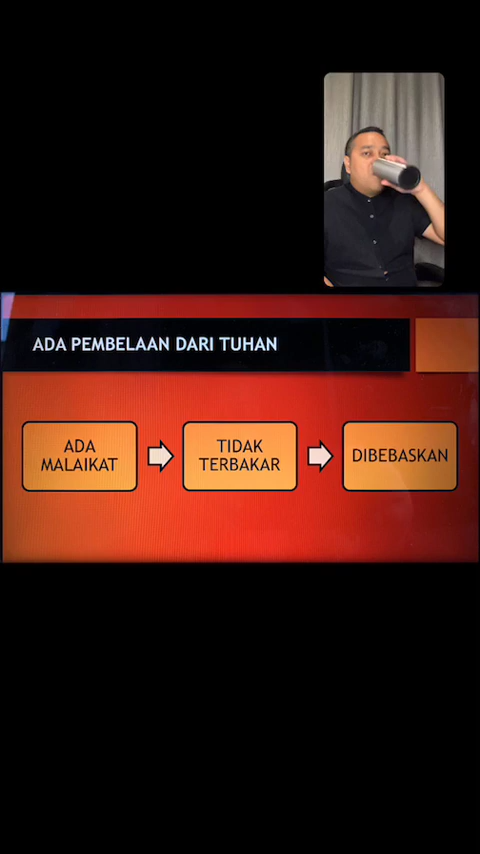 ADA PEMBELAAN DARI TUHAN
ADA
MALAIKAT
TIDAK
TERBAKAR
DIBEBASKAN